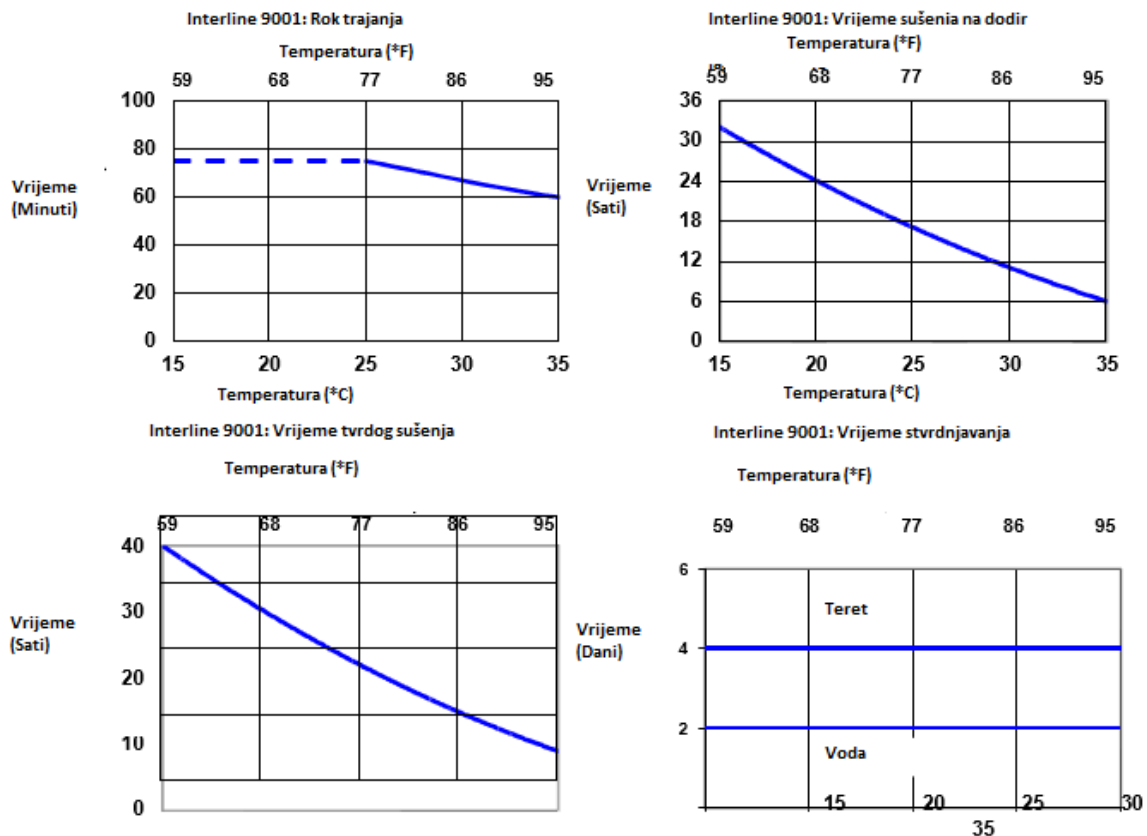 Interline 9001: Rok trajanja
Temperatura (*F)
59 68 77 86 95
100
80
60
40
20
0
Vrijeme
(Minuti)
15 20 25 30 35
Temperatura (*C)
Interline 9001: Vrijeme sušenia na dodir
Temperatura (*F)
59 68 77 86 95
36
30
24
18
12
6
0
Vrijeme
(Sati)
15 20 25 30 35
Temperatura (*C)
Interline 9001: Vrijeme tvrdog sušenja
Temperatura (*F)
59 68 77 86 95
40
30
20
10
0
Vrijeme
(Sati)
Interline 9001: Vrijeme stvrdnjavanja
Temperatura (*F)
59 68 77 86 95
6
4
2
Vrijeme
(Dani)
Teret
Voda
15 20 25 30
35